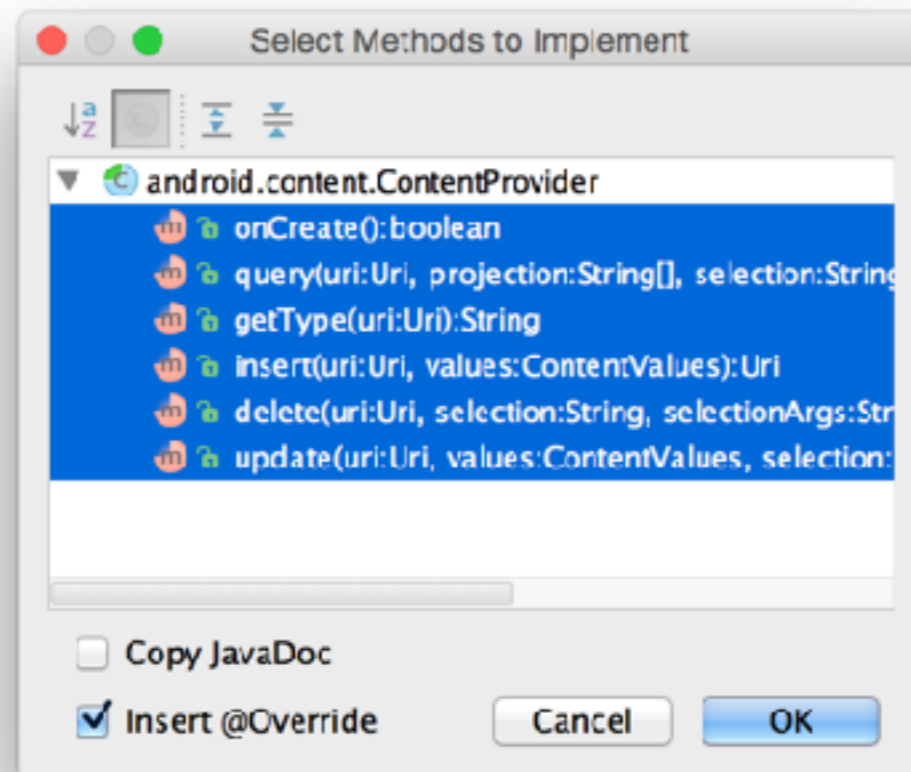 Select Methods to Implement
android.content.ContentProvider
onCreate():boolean
query(uri:Uri, projection:String[], selection:String
getType(uri:Uri):String
insert(uri:Uri, values:ContentValues):Uri
delete(uri:Uri, selection:String, selectionArgs:Str
update(uri:Uri, values:ContentValues, selection:
Copy JavaDoc
Insert @Override
Cancel
OK